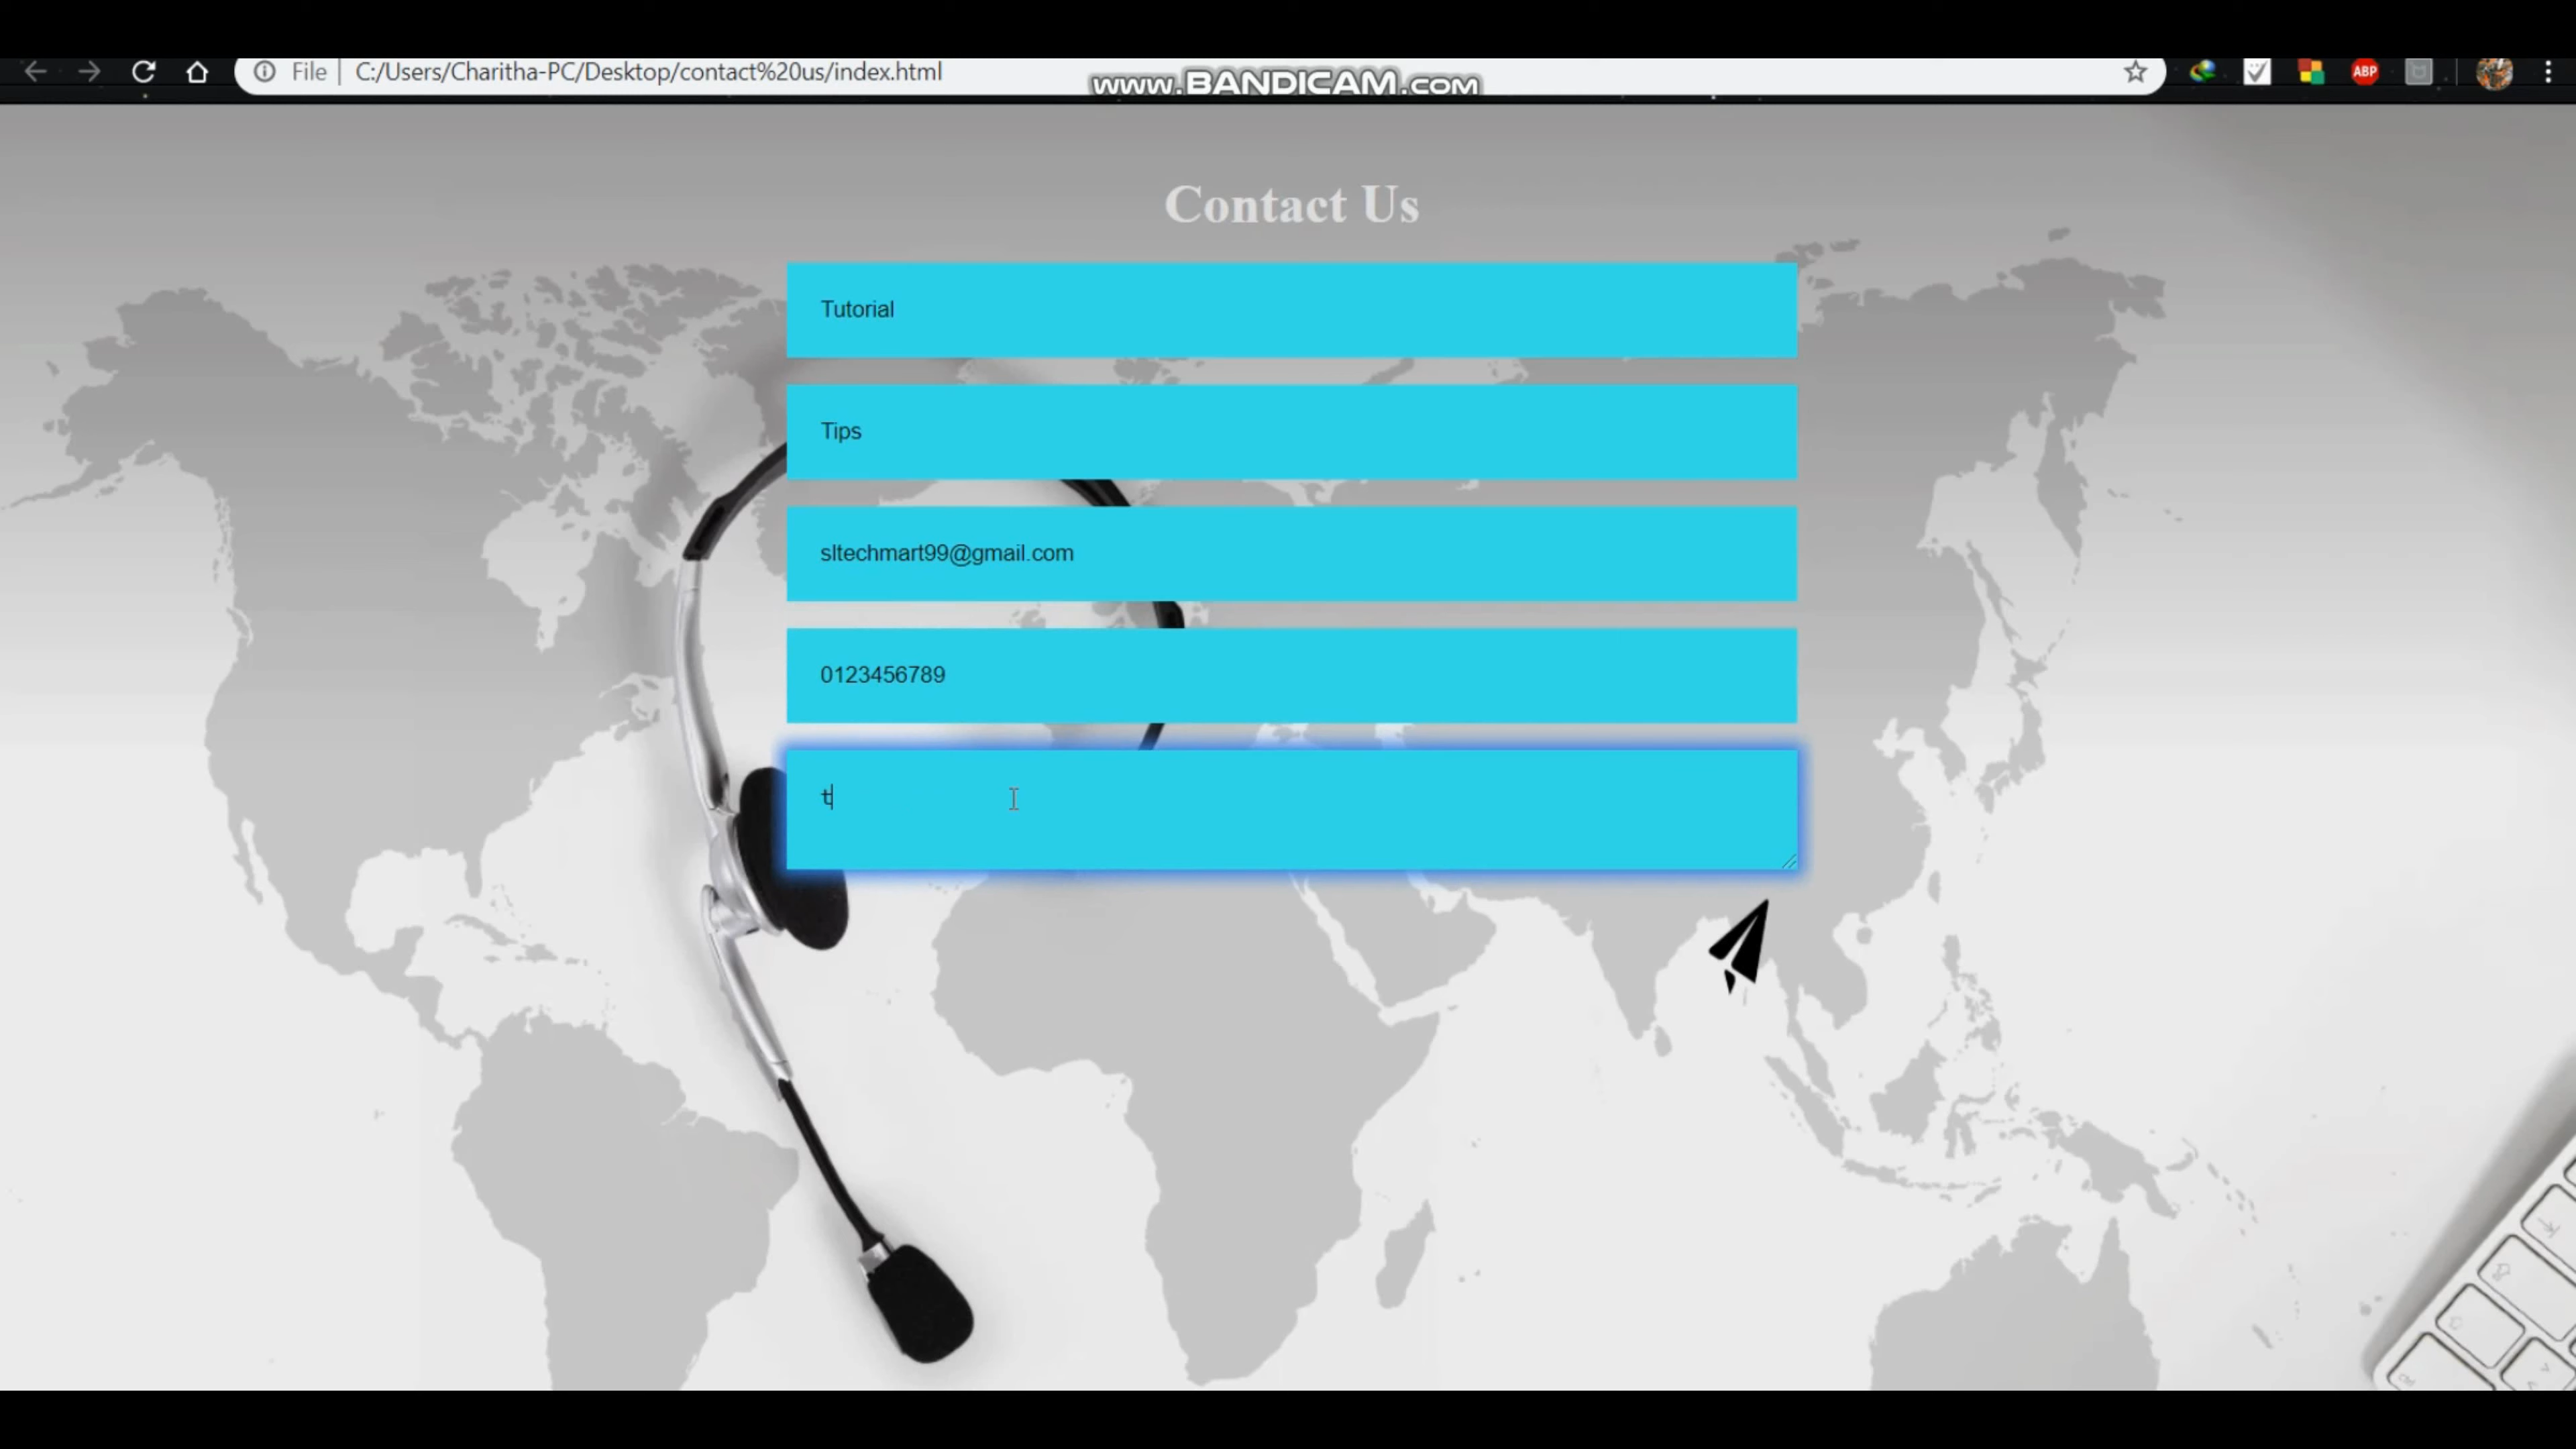 File C:/Users/Charitha-PC/Desktop/contact%20us/index.html
www.BANDICAM.com
ABP
Contact Us
Tutorial
Tips
sltechmart99@gmail.com
0123456789
t